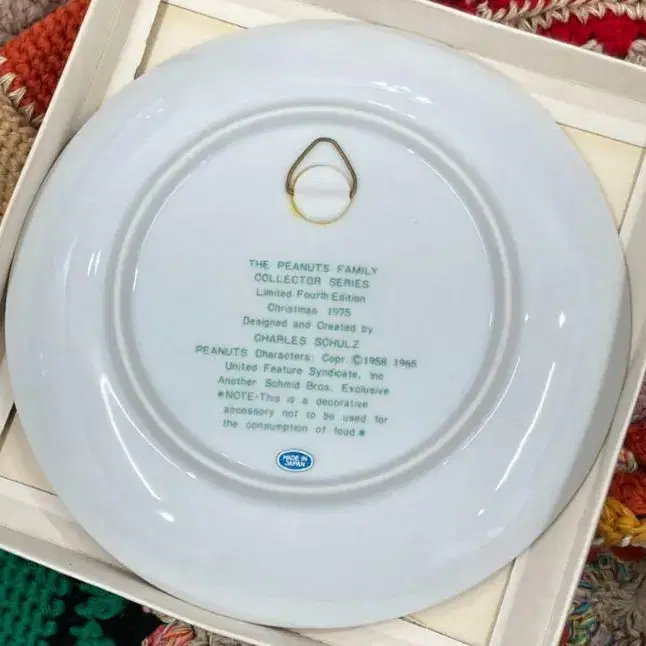 THE PEANUTS FAMILY
COLLECTOR SERIES
Limited Fourth Edition
Christmas 1975
Designed and Created by
CHARLES SCHULZ
PEANUTS Characters: Copr. ©1958 1965
United Feature Syndicate, Inc
Another Schmid Bros. Exclusive
*NOTE-This is a decorative
accessory not to be used for
the consumption of food.*
MADE IN
JAPAN